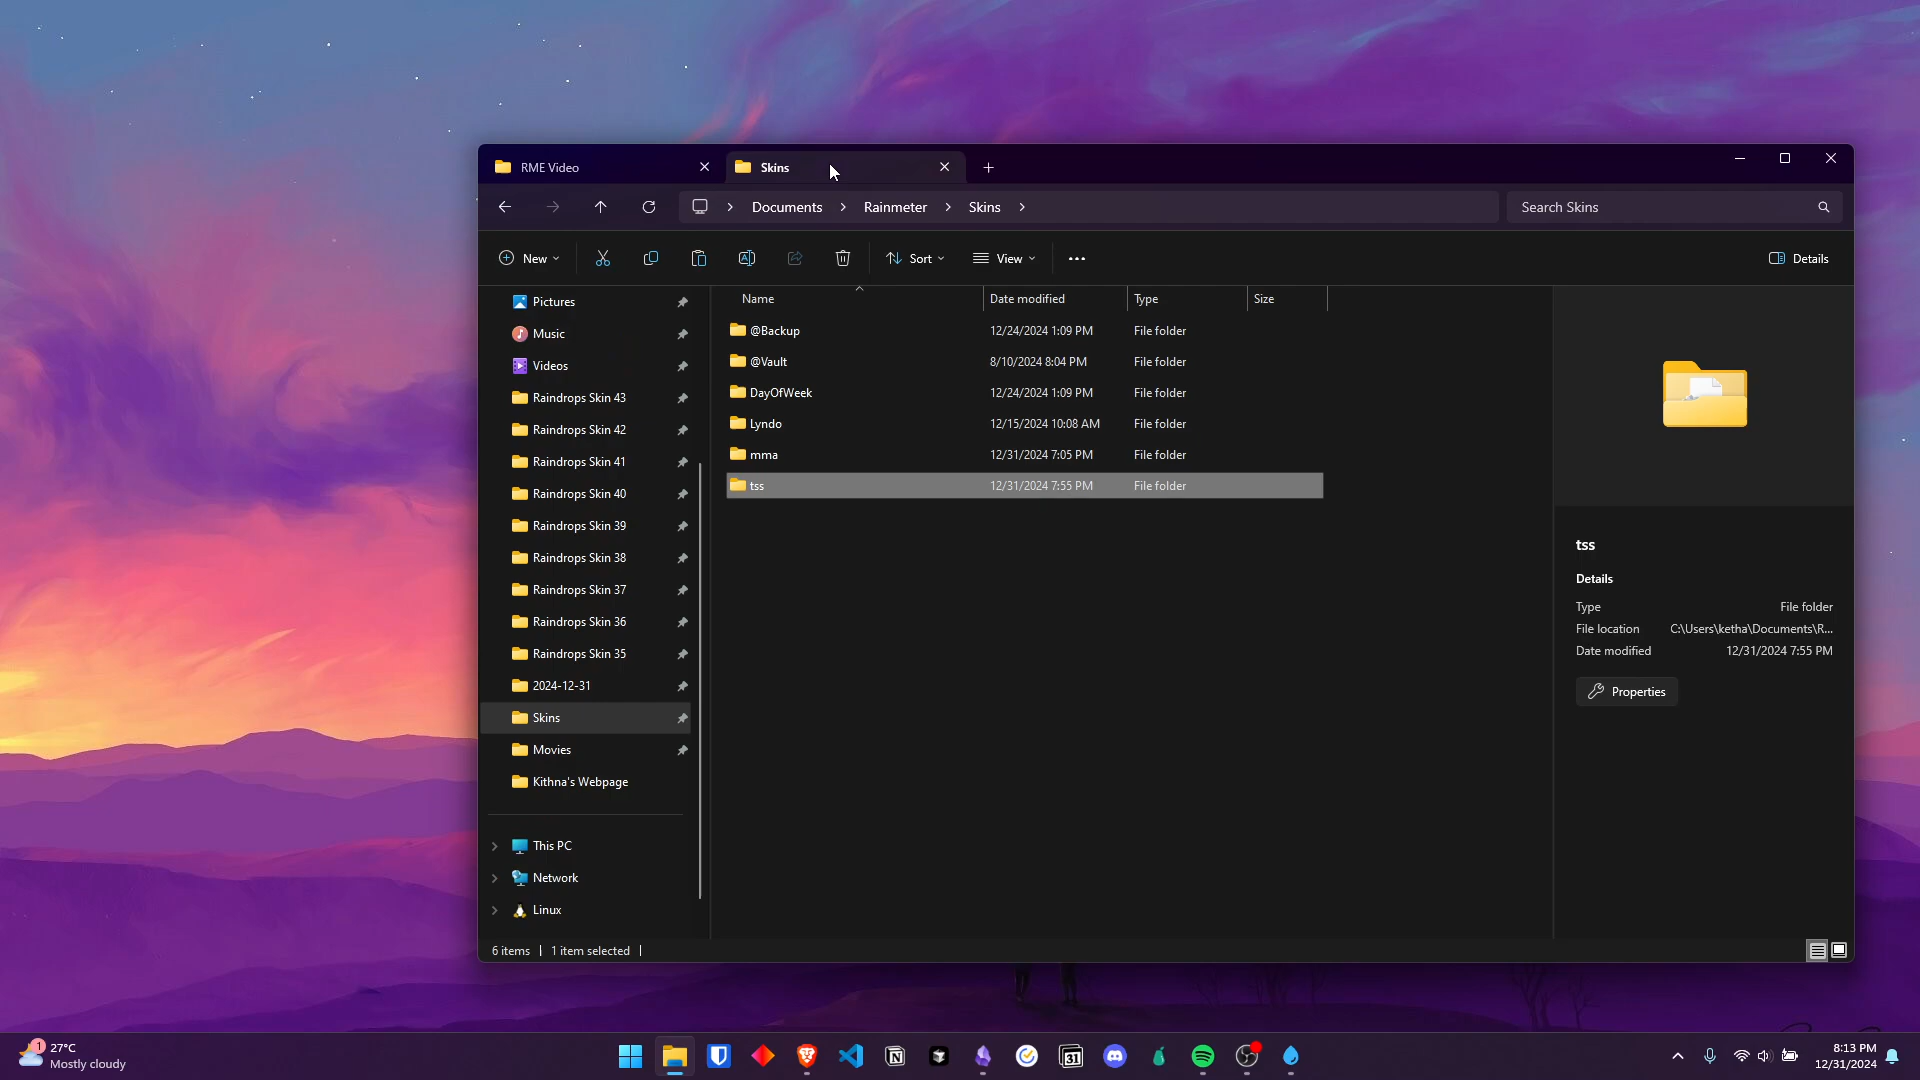 RME Video
Skins
Documents
Rainmeter
Skins
Search Skins
New
Sort
View
Details
Pictures
Music
Videos
Raindrops Skin 43
Raindrops Skin 42
Raindrops Skin 41
Raindrops Skin 40
Raindrops Skin 39
Raindrops Skin 38
Raindrops Skin 37
Raindrops Skin 36
Raindrops Skin 35
2024-12-31
Skins
Movies
Kithna's Webpage
This PC
Network
Linux
Name Date modified Type Size
@Backup 12/24/2024 1:09 PM File folder
@Vault 8/10/2024 8:04 PM File folder
DayOfWeek 12/24/2024 1:09 PM File folder
Lyndo 12/15/2024 10:08 AM File folder
mma 12/31/2024 7:05 PM File folder
tss 12/31/2024 7:55 PM File folder
tss
Details
Type File folder
File location C:\Users\ketha\Documents\R...
Date modified 12/31/2024 7:55 PM
Properties
6 items
1 item selected
1
27°C
Mostly cloudy
31
8:13 PM
12/31/2024